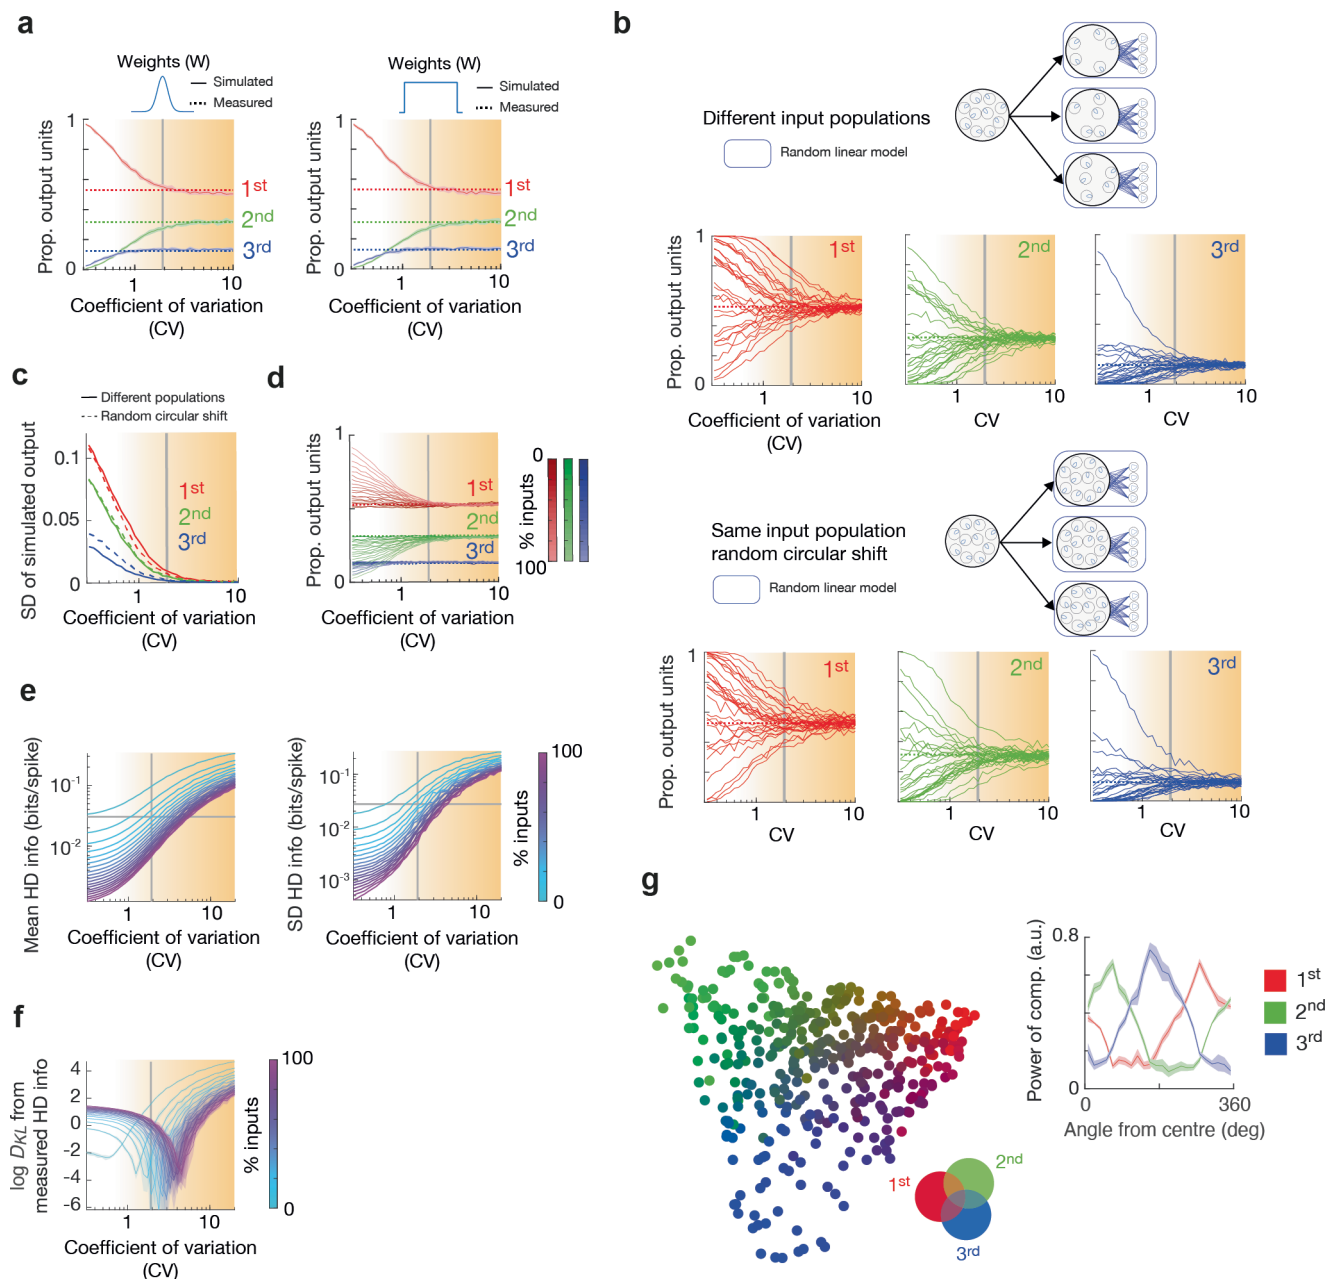 a
Weights (W)
Simulated
Measured
Prop. output units
1
0
1
10
1st
2nd
3rd
Coefficient of variation
(CV)
Weights (W)
Simulated
Measured
Prop. output units
1
0
1
10
1st
2nd
3rd
Coefficient of variation
(CV)
b
Different input populations
Random linear model
Prop. output units
1
0
1st
1
10
Coefficient of variation
(CV)
2nd
1
10
CV
3rd
1
10
CV
Same input population
random circular shift
Random linear model
Prop. output units
1
1st
1
10
CV
2nd
1
10
CV
3rd
1
10
CV
c
Different populations
Random circular shift
SD of simulated output
0.1
0.05
0
1st
2nd
3rd
1
10
Coefficient of variation
(CV)
d
Prop. output units
1
0
1st
2nd
3rd
1
10
Coefficient of variation
(CV)
0
% inputs
100
e
Mean HD info (bits/spike)
10-1
10-2
1
10
Coefficient of variation
(CV)
SD HD info (bits/spike)
10-1
10-2
10-3
1
10
Coefficient of variation
(CV)
100
% inputs
0
f
log DKL from
measured HD info
4
2
0
-2
-4
-6
1
10
Coefficient of variation
(CV)
100
% inputs
0
g
1st
2nd
3rd
Power of comp. (a.u.)
0.8
0
0
360
Angle from centre (deg)
1st
2nd
3rd